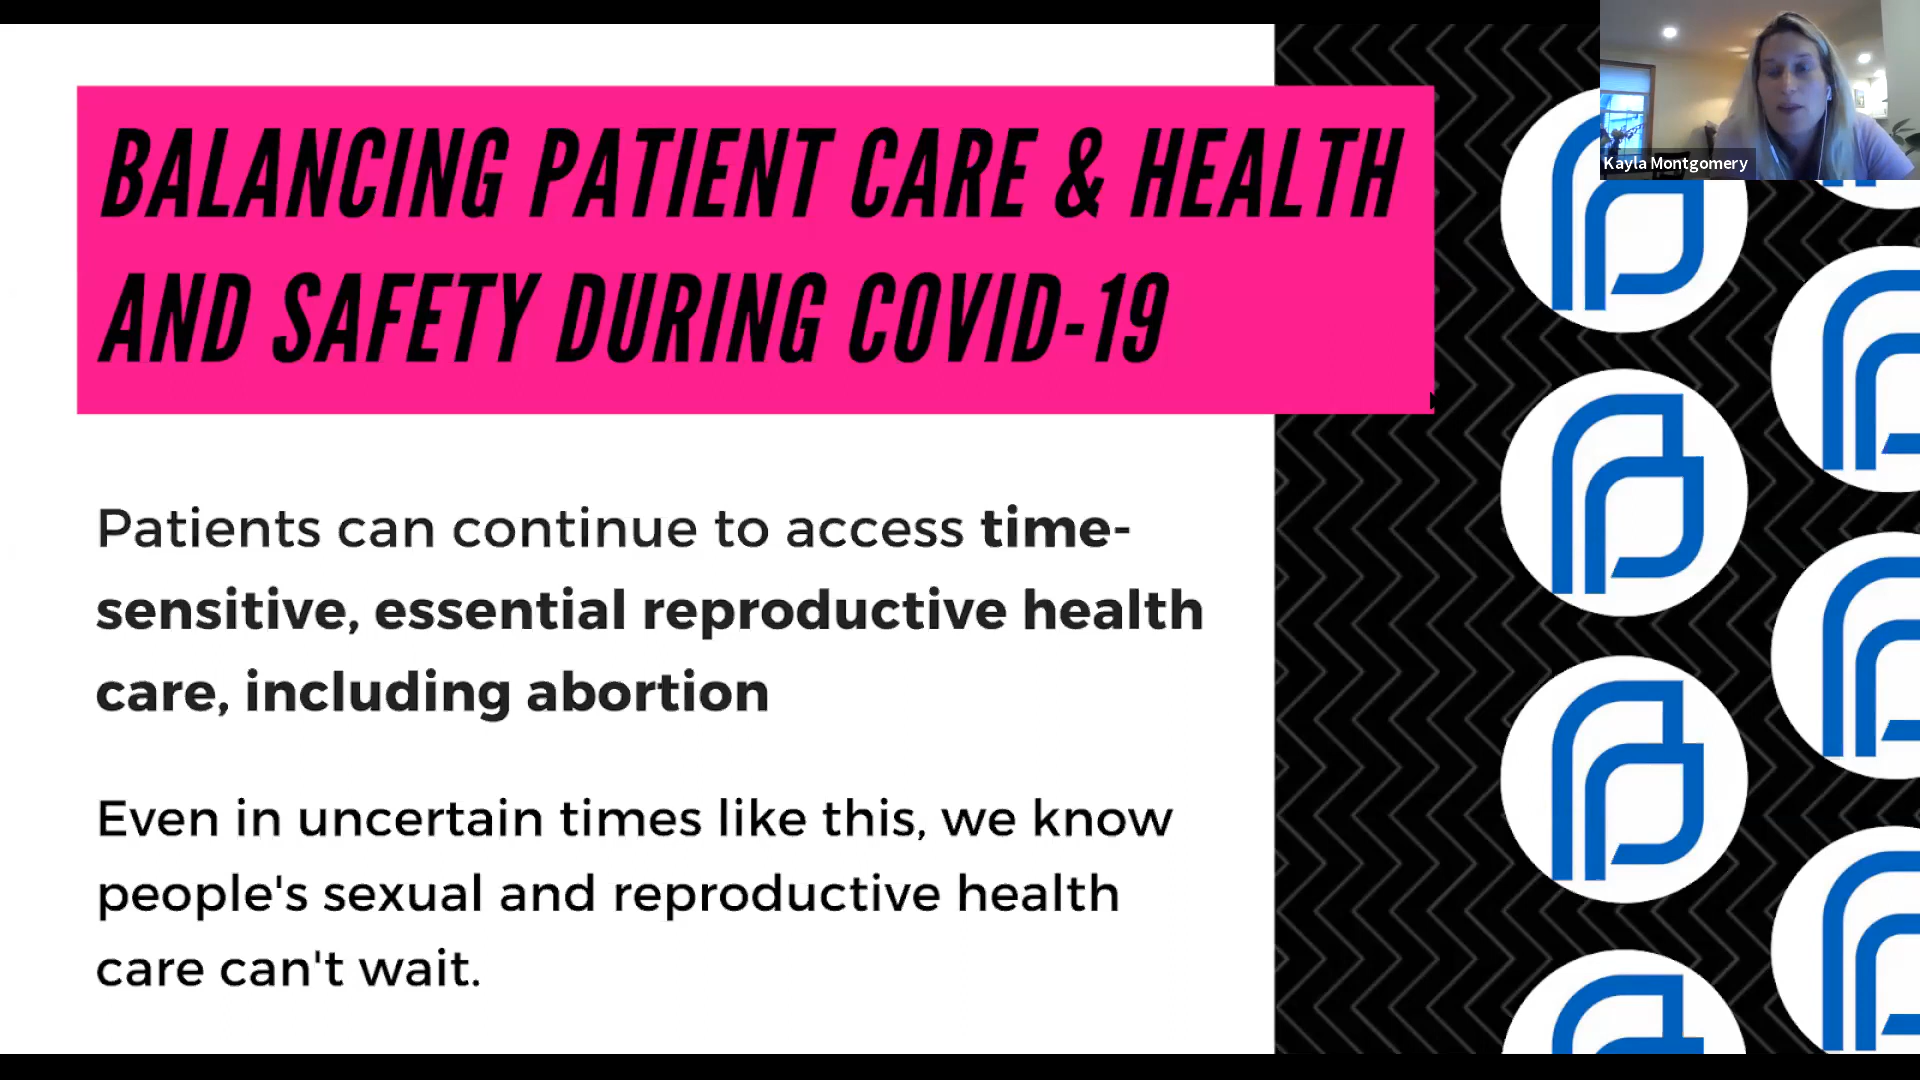 BALANCING PATIENT CARE & HEALTH
AND SAFETY DURING COVID-19
Kayla Montgomery
Patients can continue to access time-
sensitive, essential reproductive health
care, including abortion
Even in uncertain times like this, we know
people's sexual and reproductive health
care can't wait.